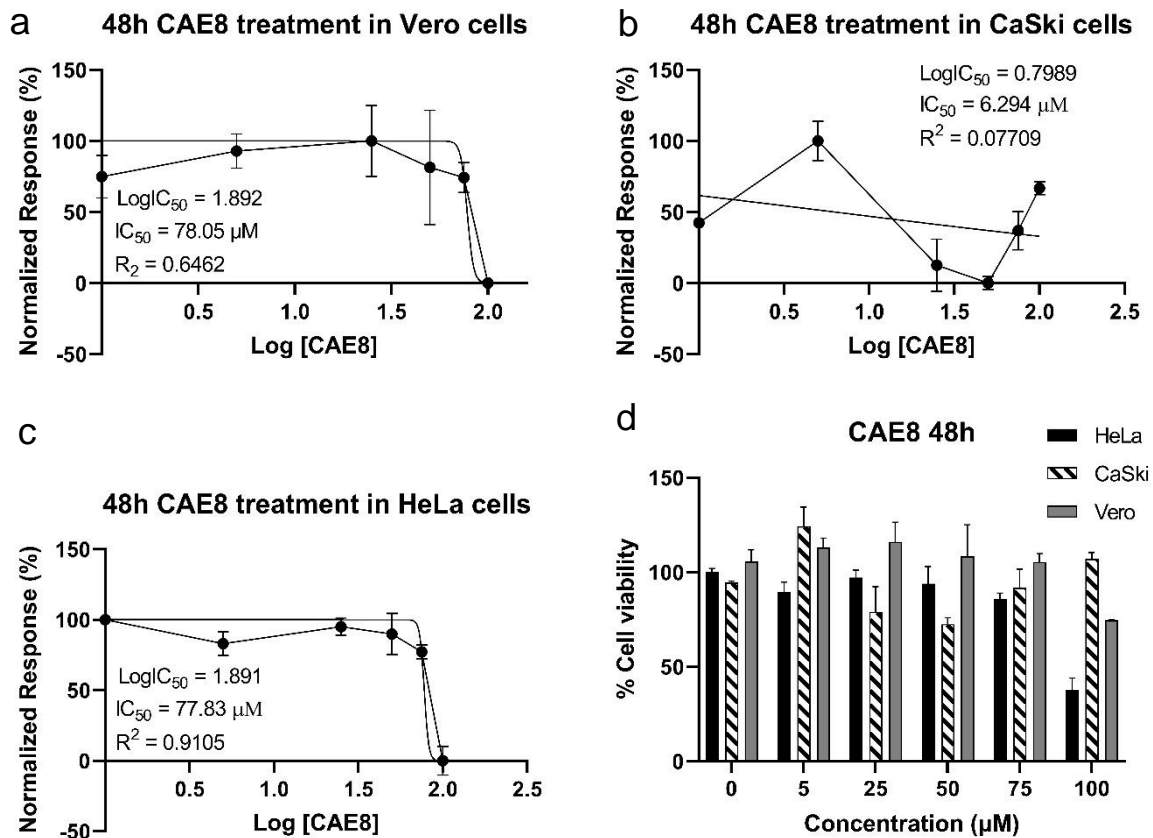 a
48h CAE8 treatment in Vero cells
Normalized Response (%)
150
100
50
0
-50
0.5
1.0
1.5
2.0
LogIC50 = 1.892
IC50 = 78.05 µM
R2 = 0.6462
Log [CAE8]
b
48h CAE8 treatment in CaSki cells
Normalized Response (%)
150
100
50
0
-50
0.5
1.0
1.5
2.0
2.5
LogIC50 = 0.7989
IC50 = 6.294 µM
R2 = 0.07709
Log [CAE8]
c
48h CAE8 treatment in HeLa cells
Normalized Response (%)
150
100
50
0
-50
0.5
1.0
1.5
2.0
2.5
LogIC50 = 1.891
IC50 = 77.83 µM
R2 = 0.9105
Log [CAE8]
d
CAE8 48h
HeLa
CaSki
Vero
% Cell viability
150
100
50
0
0
5
25
50
75
100
Concentration (µM)